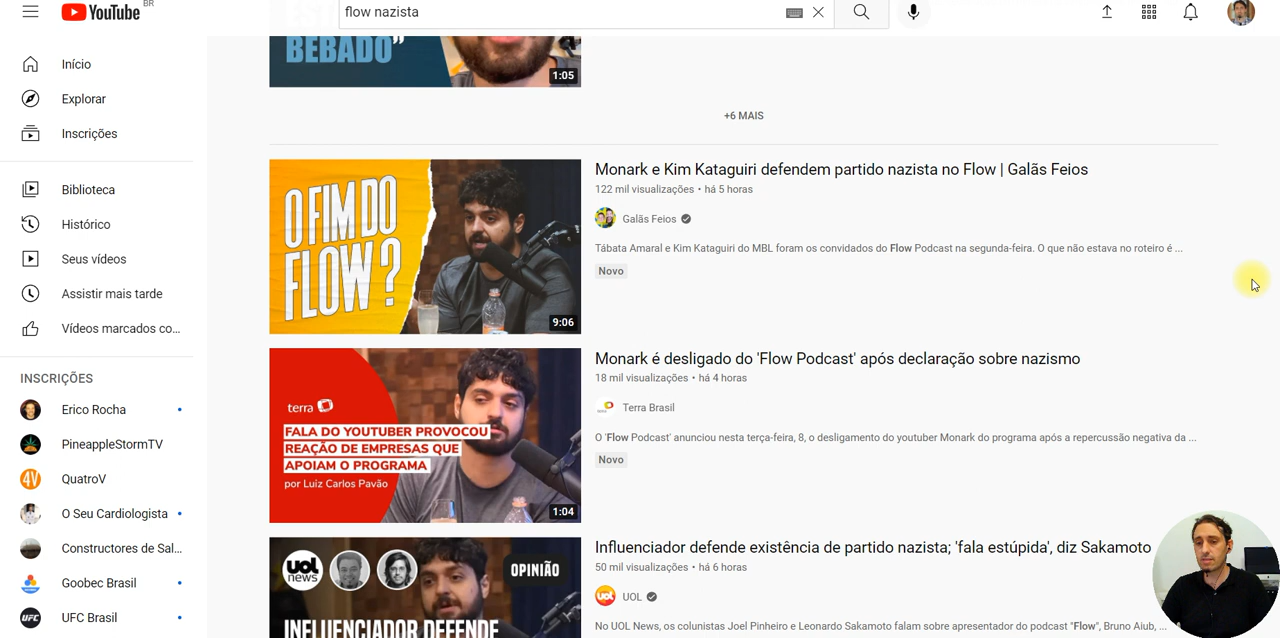 YouTube BR
flow nazista
Início
Explorar
Inscrições
Biblioteca
Histórico
Seus vídeos
Assistir mais tarde
Vídeos marcados co...
INSCRIÇÕES
Erico Rocha
PineappleStormTV
QuatroV
O Seu Cardiologista
Constructores de Sal...
Goobec Brasil
UFC Brasil
BEBADO"
1:05
+6 MAIS
O FIM DO
FLOW?
9:06
Monark e Kim Kataguiri defendem partido nazista no Flow | Galãs Feios
122 mil visualizações • há 5 horas
Galãs Feios
Tábata Amaral e Kim Kataguiri do MBL foram os convidados do Flow Podcast na segunda-feira. O que não estava no roteiro é ...
Novo
terra
FALA DO YOUTUBER PROVOCOU
REAÇÃO DE EMPRESAS QUE
APOIAM O PROGRAMA
por Luiz Carlos Pavão
1:04
Monark é desligado do 'Flow Podcast' após declaração sobre nazismo
18 mil visualizações • há 4 horas
Terra Brasil
O 'Flow Podcast' anunciou nesta terça-feira, 8, o desligamento do youtuber Monark do programa após a repercussão negativa da ...
Novo
UOL
NEWS
OPINIÃO
INFLUENCIADOR DEFENDE
Influenciador defende existência de partido nazista; 'fala estúpida', diz Sakamoto
50 mil visualizações • há 6 horas
UOL
No UOL News, os colunistas Joel Pinheiro e Leonardo Sakamoto falam sobre apresentador do podcast "Flow", Bruno Aiub, ...